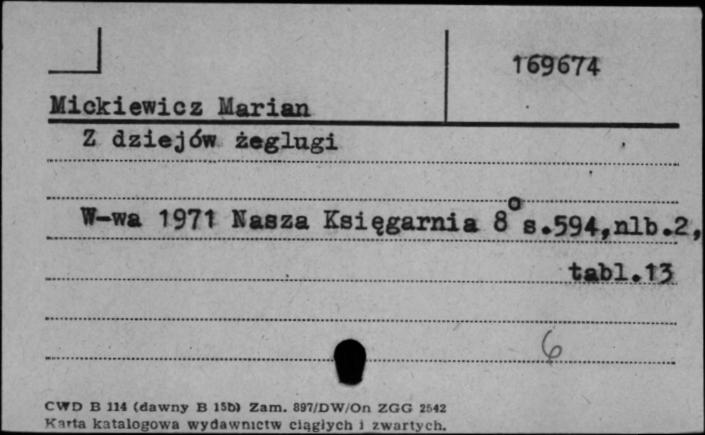 169674
Mickiewicz Marian
Z dziejów żeglugi
W-wa 1971 Nasza Księgarnia 8° s.594,nlb.2,
tabl.13
6
CWD B 114 (dawny B 15b) Zam. 897/DW/On ZGG 2542
Karta katalogowa wydawnictw ciągłych i zwartych.